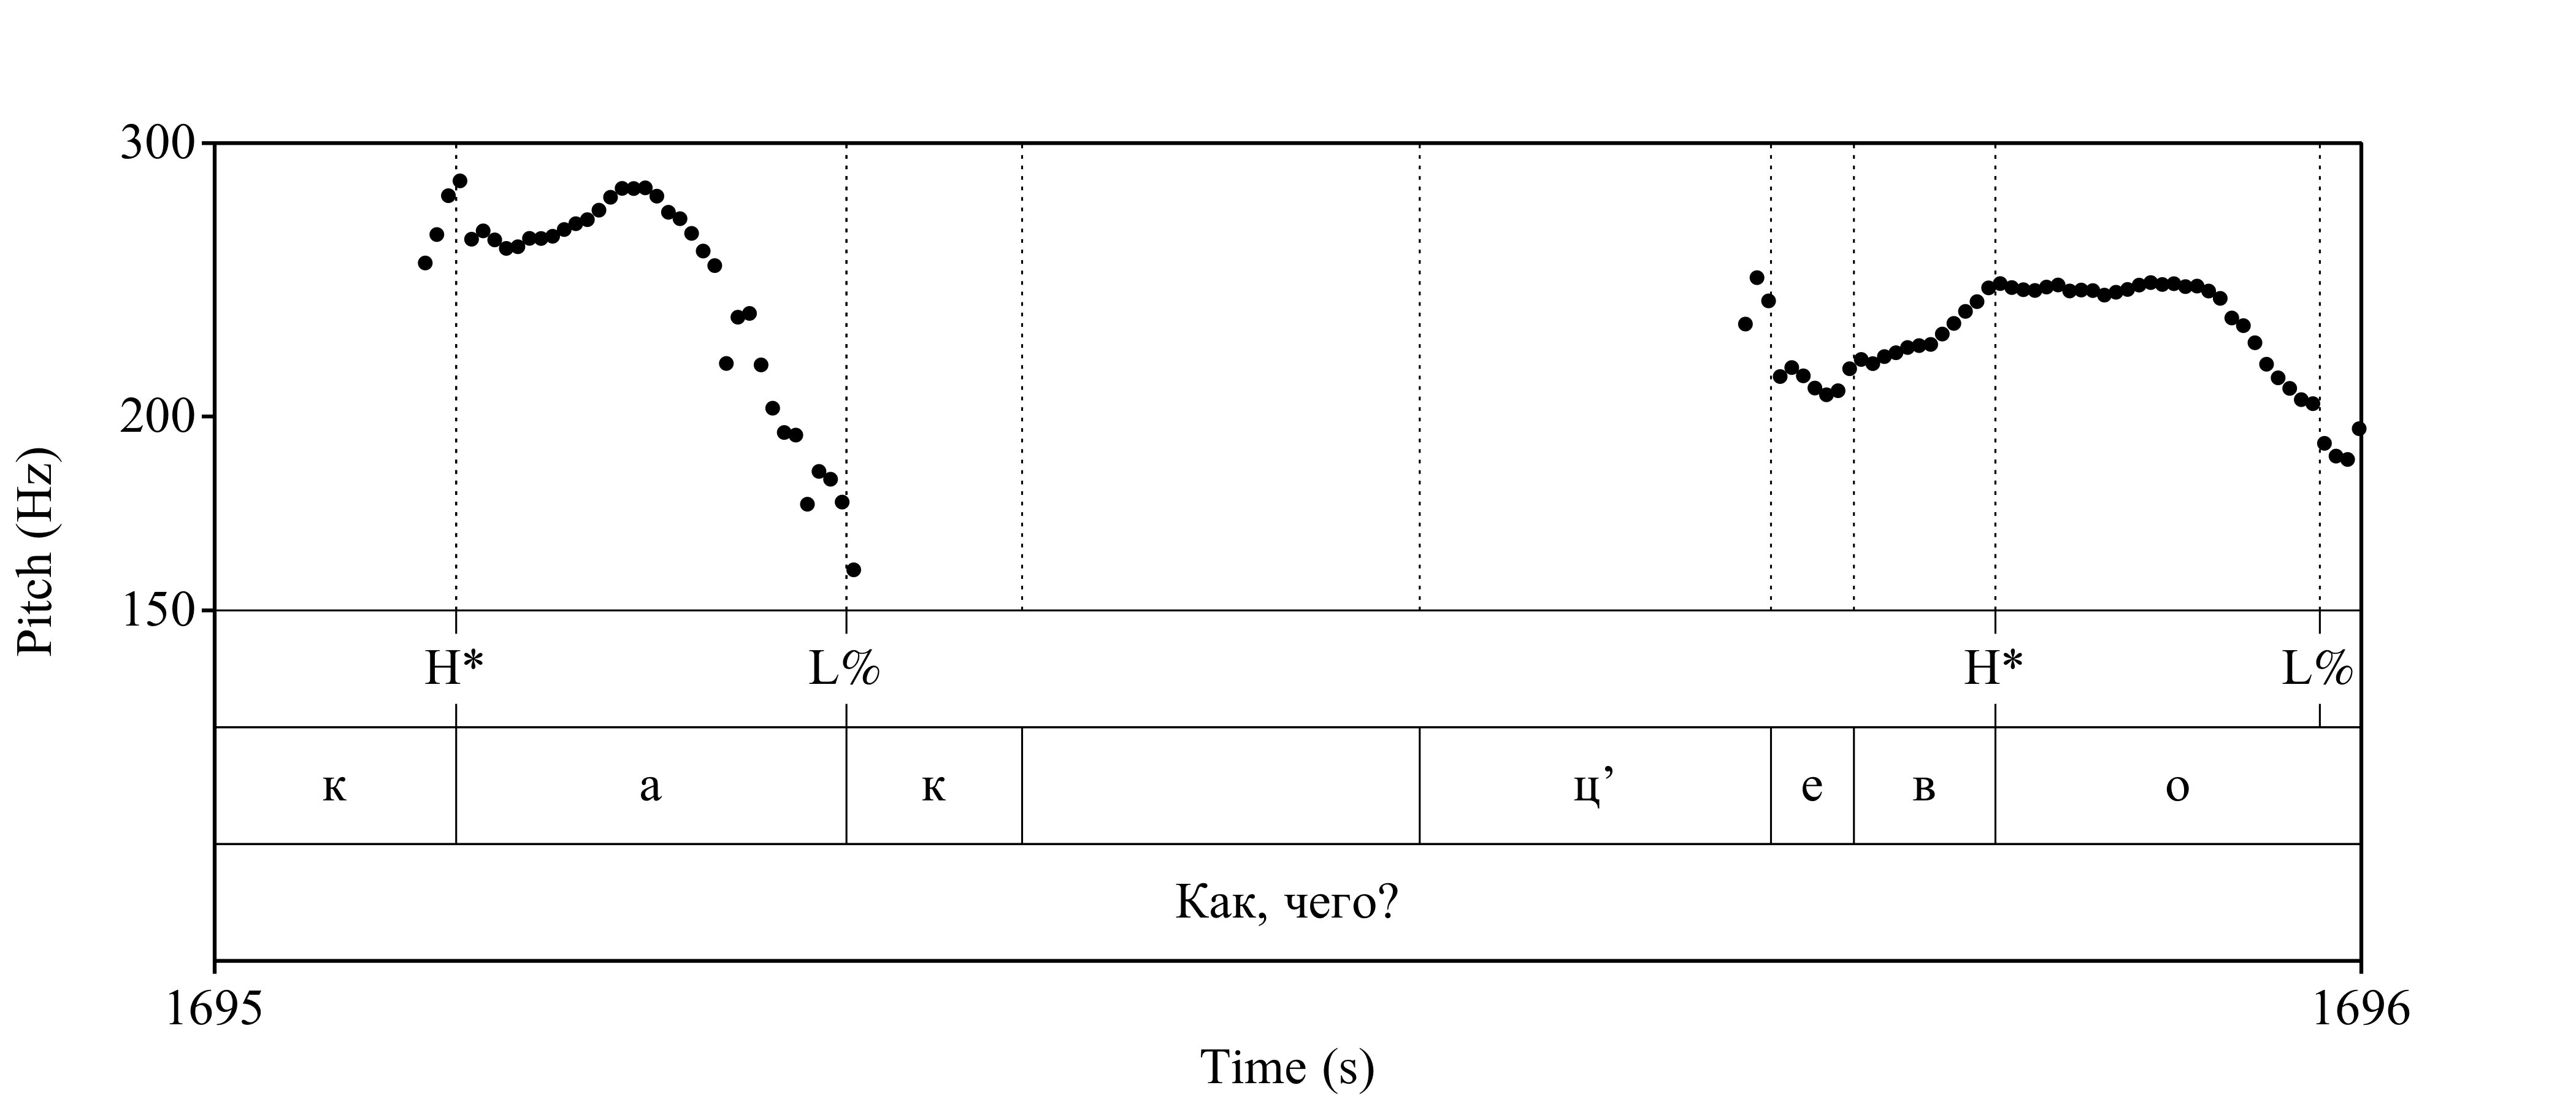 300
200
150
Pitch (Hz)
H* L% H* L%
к а к ц’ е в о
Как, чего?
1695 1696
Time (s)